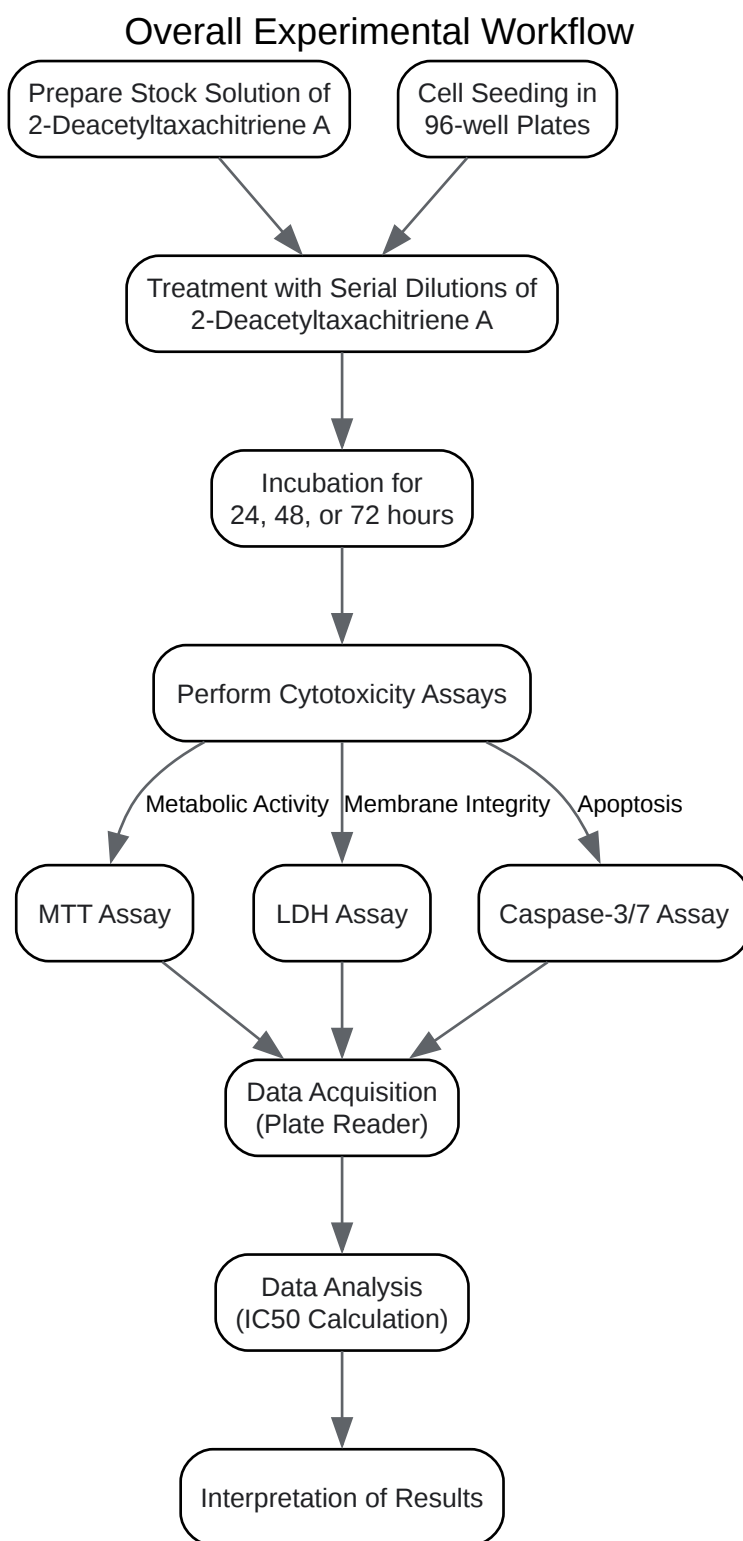 Overall Experimental Workflow
Prepare Stock Solution of
2-Deacetyltaxachitriene A
Cell Seeding in
96-well Plates
Treatment with Serial Dilutions of
2-Deacetyltaxachitriene A
Incubation for
24, 48, or 72 hours
Perform Cytotoxicity Assays
Metabolic Activity
Membrane Integrity
Apoptosis
MTT Assay
LDH Assay
Caspase-3/7 Assay
Data Acquisition
(Plate Reader)
Data Analysis
(IC50 Calculation)
Interpretation of Results